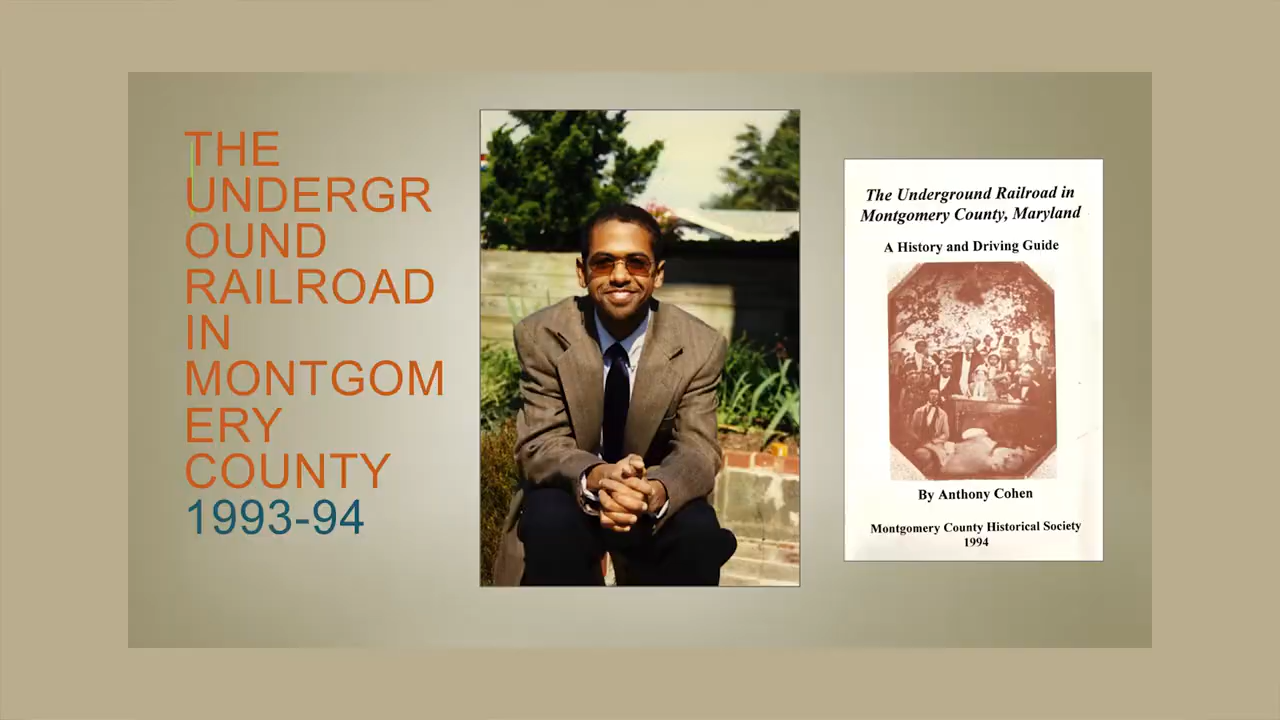 THE
UNDERGR
OUND
RAILROAD
IN
MONTGOM
ERY
COUNTY
1993-94
The Underground Railroad in
Montgomery County, Maryland
A History and Driving Guide
By Anthony Cohen
Montgomery County Historical Society
1994